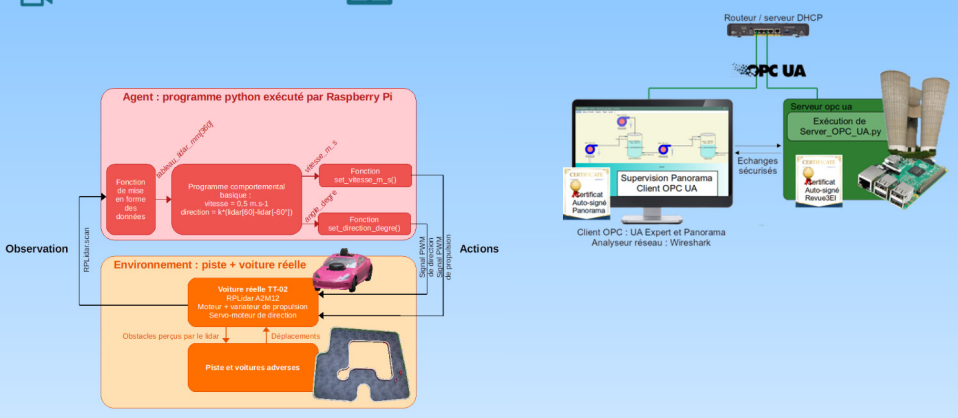 Agent : programme python exécuté par Raspberry Pi
tableau_lidar_mm[360]
vitesse_m_s
Fonction
de mise
en forme
des
données
Programme comportemental
basique :
vitesse = 0,5 m.s-1
direction = k*(lidar[60]-lidar[-60°])
Fonction
set_vitesse_m_s()
angle_degre
Fonction
set_direction_degre()
Observation
RPLidar.scan
Signal PWM
de direction
Signal PWM
de propulsion
Actions
Environnement : piste + voiture réelle
Voiture réelle TT-02
RPLidar A2M12
Moteur + variateur de propulsion
Servo-moteur de direction
Obstacles perçus par le lidar
Déplacements
Piste et voitures adverses
Routeur / serveur DHCP
OPC UA
Serveur opc ua
Exécution de
Server_OPC_UA.py
Echanges
sécurisés
Supervision Panorama
Client OPC UA
CERTIFICATE
Certificat
Auto-signé
Panorama
CERTIFICATE
Certificat
Auto-signé
Revue3EI
Client OPC : UA Expert et Panorama
Analyseur réseau : Wireshark